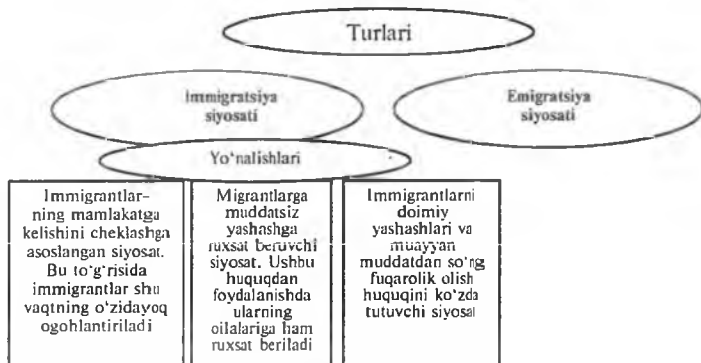 Turlari
Immigratsiya
siyosati
Emigratsiya
siyosati
Yo‘nalishlari
Immigrantlar-
ning mamlakatga
kelishini cheklashga
asoslangan siyosat.
Bu to‘g‘risida
immigrantlar shu
vaqtning o‘zidayoq
ogohlantiriladi
Migrantlarga
muddatsiz
yashashga
ruxsat beruvchi
siyosat. Ushbu
huquqdan
foydalanishda
ularning
oilalariga ham
ruxsat beriladi
Immigrantlarni
doimiy
yashashlari va
muayyan
muddatdan so‘ng
fuqarolik olish
huquqini ko‘zda
tutuvchi siyosat